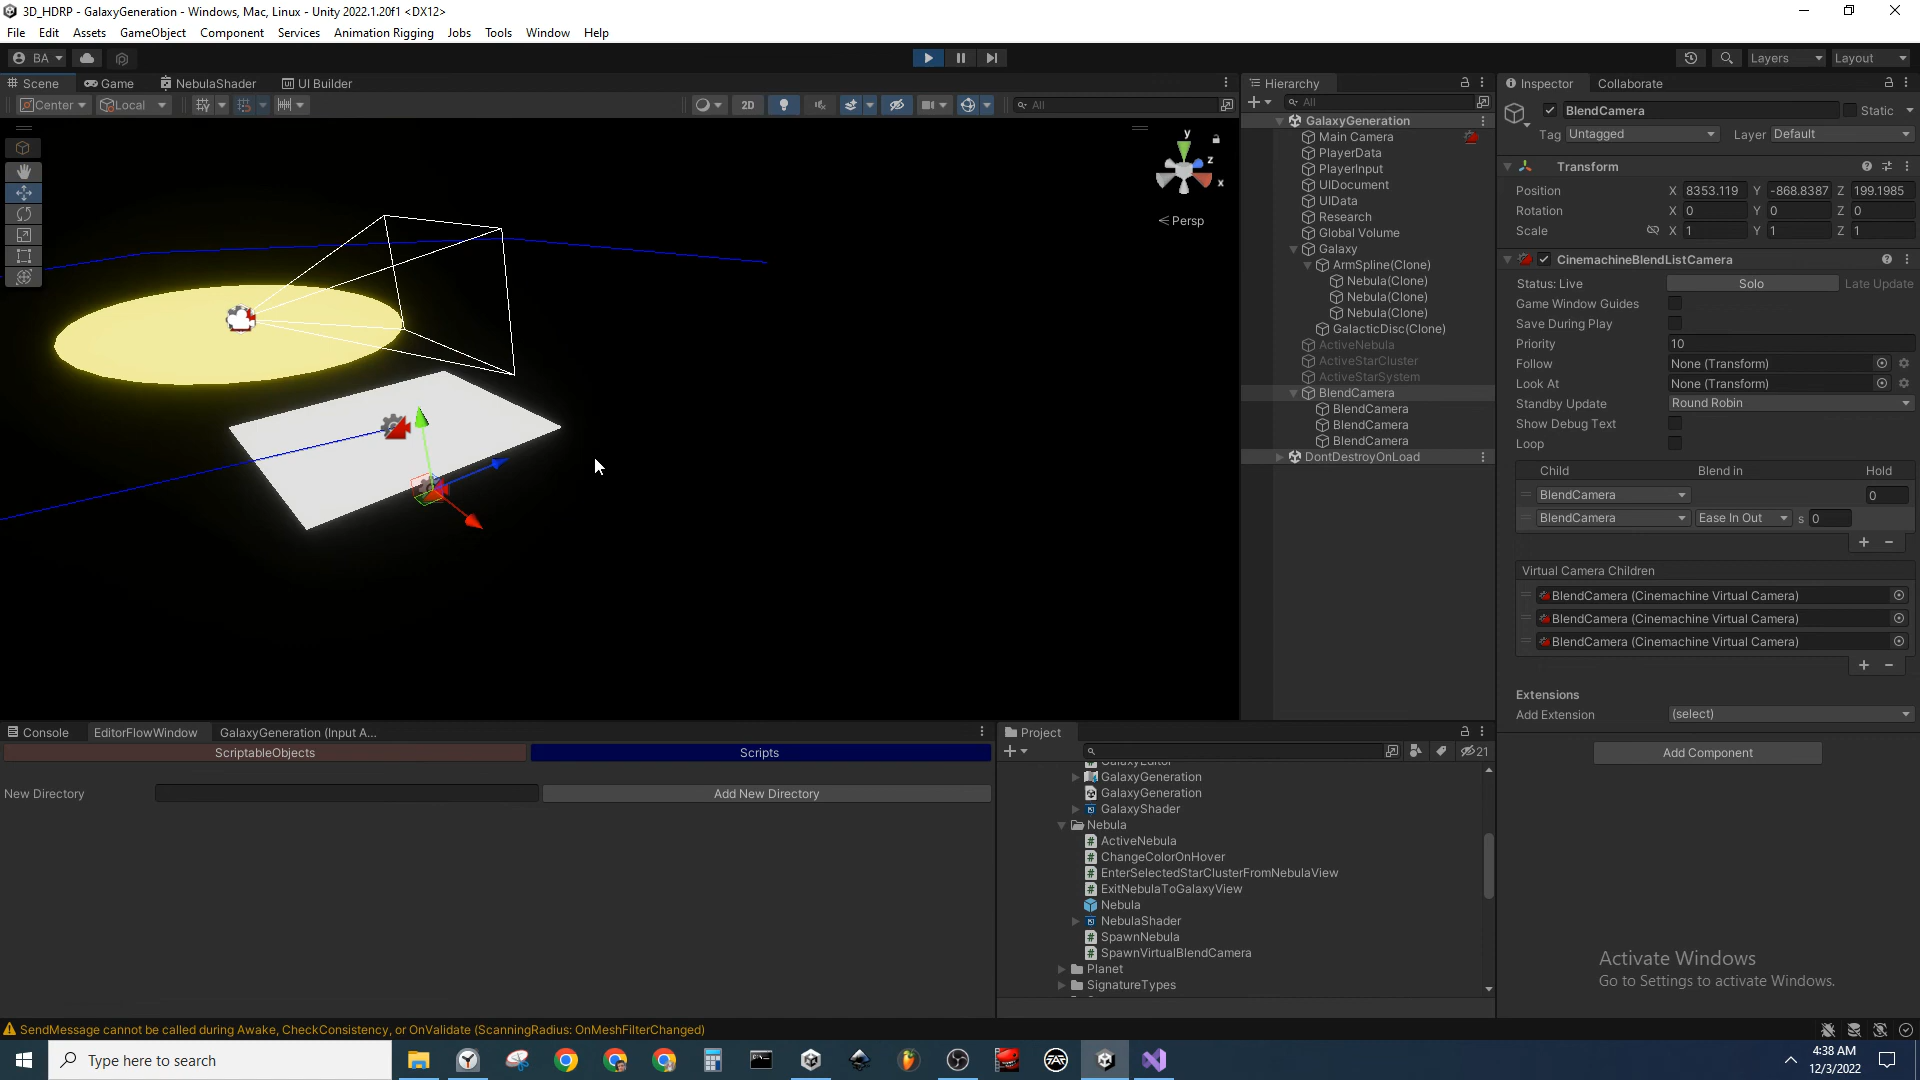 3D_HDRP - GalaxyGeneration - Windows, Mac, Linux - Unity 2022.1.20f1 <DX12>
File Edit Assets GameObject Component Services Animation Rigging Jobs Tools Window Help
BA Layers Layout
Scene Game NebulaShader UI Builder
Center Local 2D All
y
z
x
Persp
Hierarchy
All
GalaxyGeneration
Main Camera
PlayerData
PlayerInput
UIDocument
UIData
Research
Global Volume
Galaxy
ArmSpline(Clone)
Nebula(Clone)
Nebula(Clone)
Nebula(Clone)
GalacticDisc(Clone)
ActiveNebula
ActiveStarCluster
ActiveStarSystem
BlendCamera
BlendCamera
BlendCamera
BlendCamera
DontDestroyOnLoad
Inspector Collaborate
BlendCamera Static
Tag Untagged Layer Default
Transform
Position X 8353.119 Y -868.8387 Z 199.1985
Rotation X 0 Y 0 Z 0
Scale X 1 Y 1 Z 1
CinemachineBlendListCamera
Status: Live Solo Late Update
Game Window Guides
Save During Play
Priority 10
Follow None (Transform)
Look At None (Transform)
Standby Update Round Robin
Show Debug Text
Loop
Child Blend in Hold
BlendCamera 0
BlendCamera Ease In Out s 0
Virtual Camera Children
BlendCamera (Cinemachine Virtual Camera)
BlendCamera (Cinemachine Virtual Camera)
BlendCamera (Cinemachine Virtual Camera)
Extensions
Add Extension (select)
Add Component
Console EditorFlowWindow GalaxyGeneration (Input A...
ScriptableObjects Scripts
New Directory Add New Directory
Project
21
GalaxyEditor
GalaxyGeneration
GalaxyGeneration
GalaxyShader
Nebula
ActiveNebula
ChangeColorOnHover
EnterSelectedStarClusterFromNebulaView
ExitNebulaToGalaxyView
Nebula
NebulaShader
SpawnNebula
SpawnVirtualBlendCamera
Planet
SignatureTypes
Activate Windows
Go to Settings to activate Windows.
SendMessage cannot be called during Awake, CheckConsistency, or OnValidate (ScanningRadius: OnMeshFilterChanged)
Type here to search
4:38 AM
12/3/2022